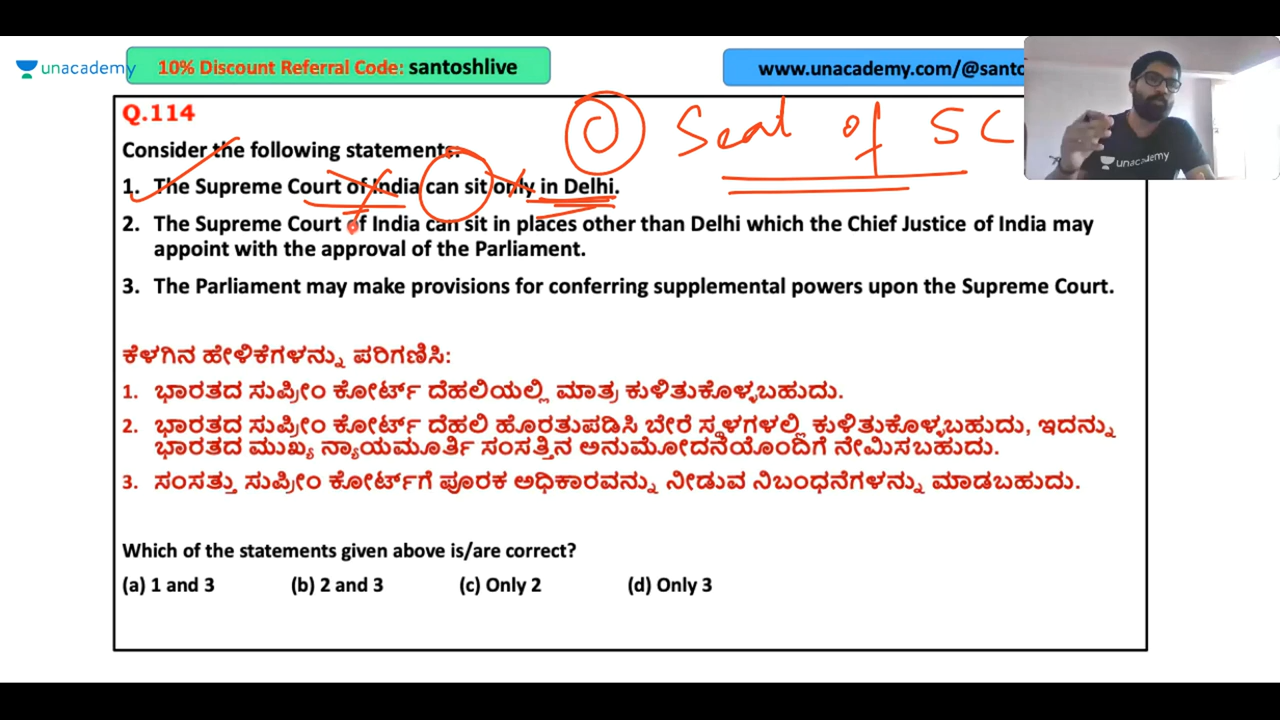 unacademy
10% Discount Referral Code: santoshlive
www.unacademy.com/@santo
unacademy
Q.114
Seat of SC
Consider the following statements:
1. The Supreme Court of India can sit only in Delhi.
2. The Supreme Court of India can sit in places other than Delhi which the Chief Justice of India may
appoint with the approval of the Parliament.
3. The Parliament may make provisions for conferring supplemental powers upon the Supreme Court.
ಕೆಳಗಿನ ಹೇಳಿಕೆಗಳನ್ನು ಪರಿಗಣಿಸಿ:
1. ಭಾರತದ ಸುಪ್ರೀಂ ಕೋರ್ಟ್ ದೆಹಲಿಯಲ್ಲಿ ಮಾತ್ರ ಕುಳಿತುಕೊಳ್ಳಬಹುದು.
2. ಭಾರತದ ಸುಪ್ರೀಂ ಕೋರ್ಟ್ ದೆಹಲಿ ಹೊರತುಪಡಿಸಿ ಬೇರೆ ಸ್ಥಳಗಳಲ್ಲಿ ಕುಳಿತುಕೊಳ್ಳಬಹುದು, ಇದನ್ನು
ಭಾರತದ ಮುಖ್ಯ ನ್ಯಾಯಮೂರ್ತಿ ಸಂಸತ್ತಿನ ಅನುಮೋದನೆಯೊಂದಿಗೆ ನೇಮಿಸಬಹುದು.
3. ಸಂಸತ್ತು ಸುಪ್ರೀಂ ಕೋರ್ಟ್‌ಗೆ ಪೂರಕ ಅಧಿಕಾರವನ್ನು ನೀಡುವ ನಿಬಂಧನೆಗಳನ್ನು ಮಾಡಬಹುದು.
Which of the statements given above is/are correct?
(a) 1 and 3 (b) 2 and 3 (c) Only 2 (d) Only 3